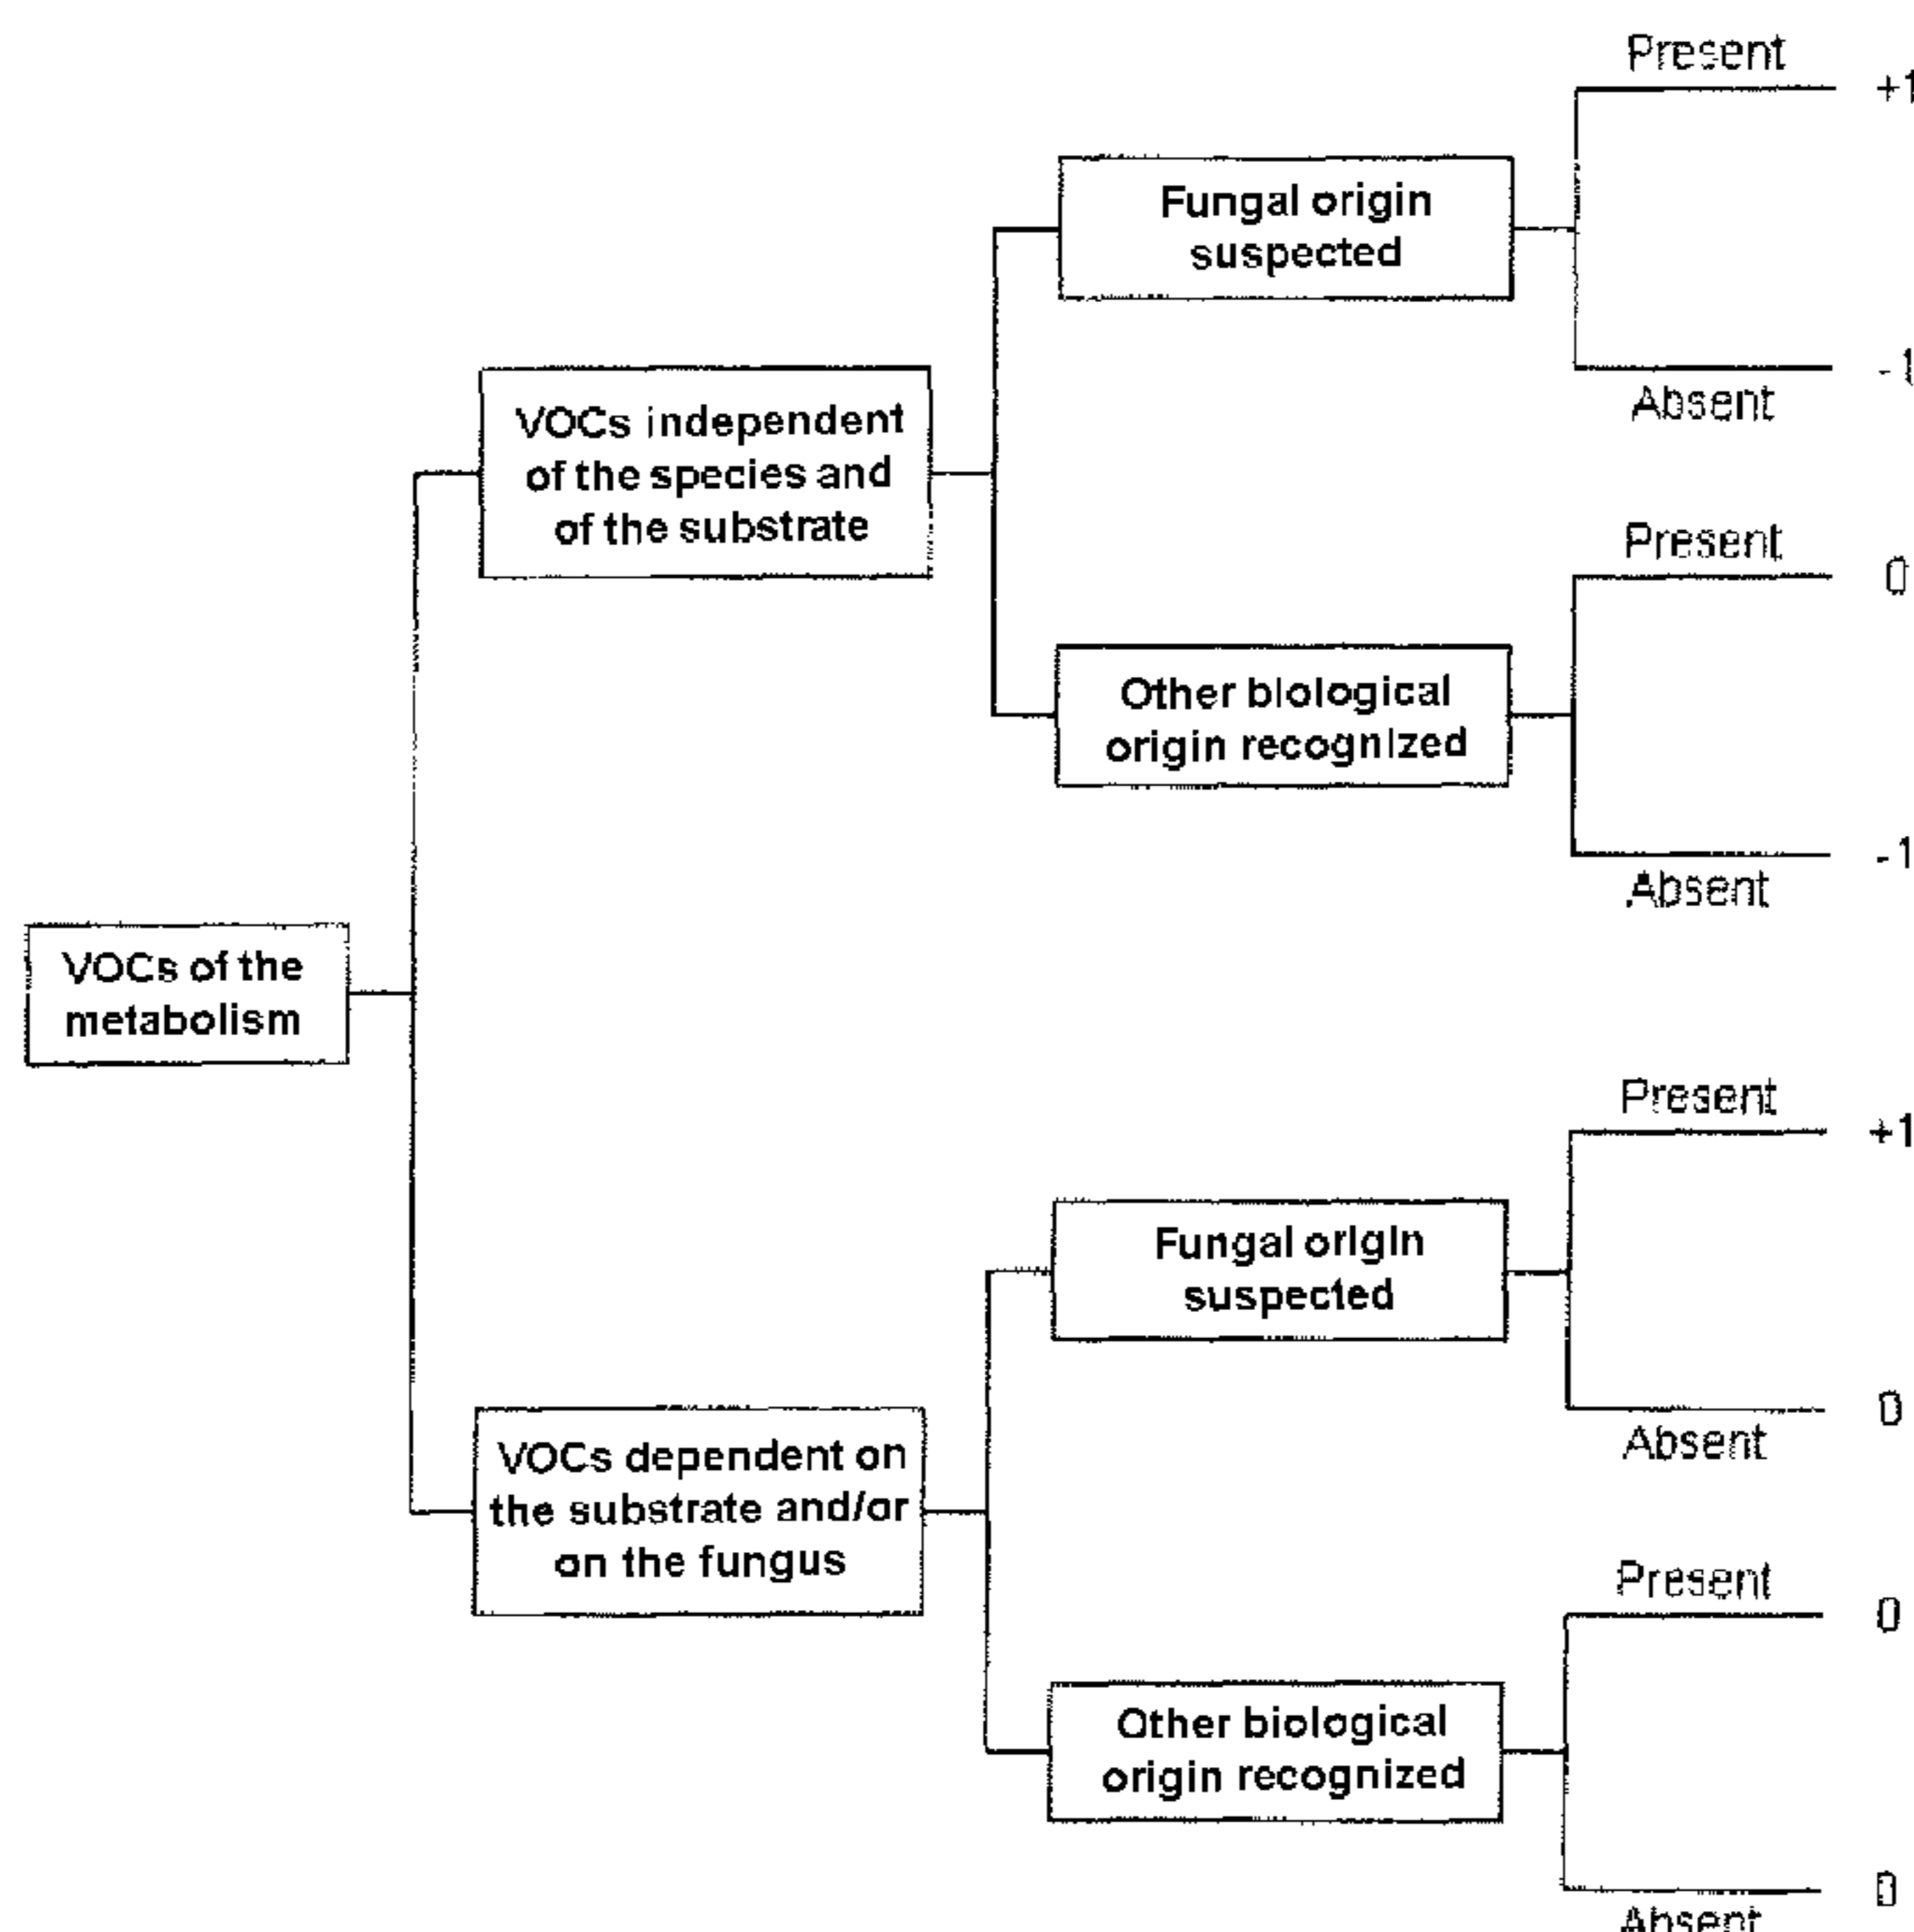 Present
+1
Fungal origin
suspected
-1
Absent
VOCs independent
of the species and
of the substrate
Present
0
Other biological
origin recognized
-1
Absent
VOCs of the
metabolism
Present
+1
Fungal origin
suspected
0
Absent
VOCs dependent on
the substrate and/or
on the fungus
Present
0
Other biological
origin recognized
0
Absent